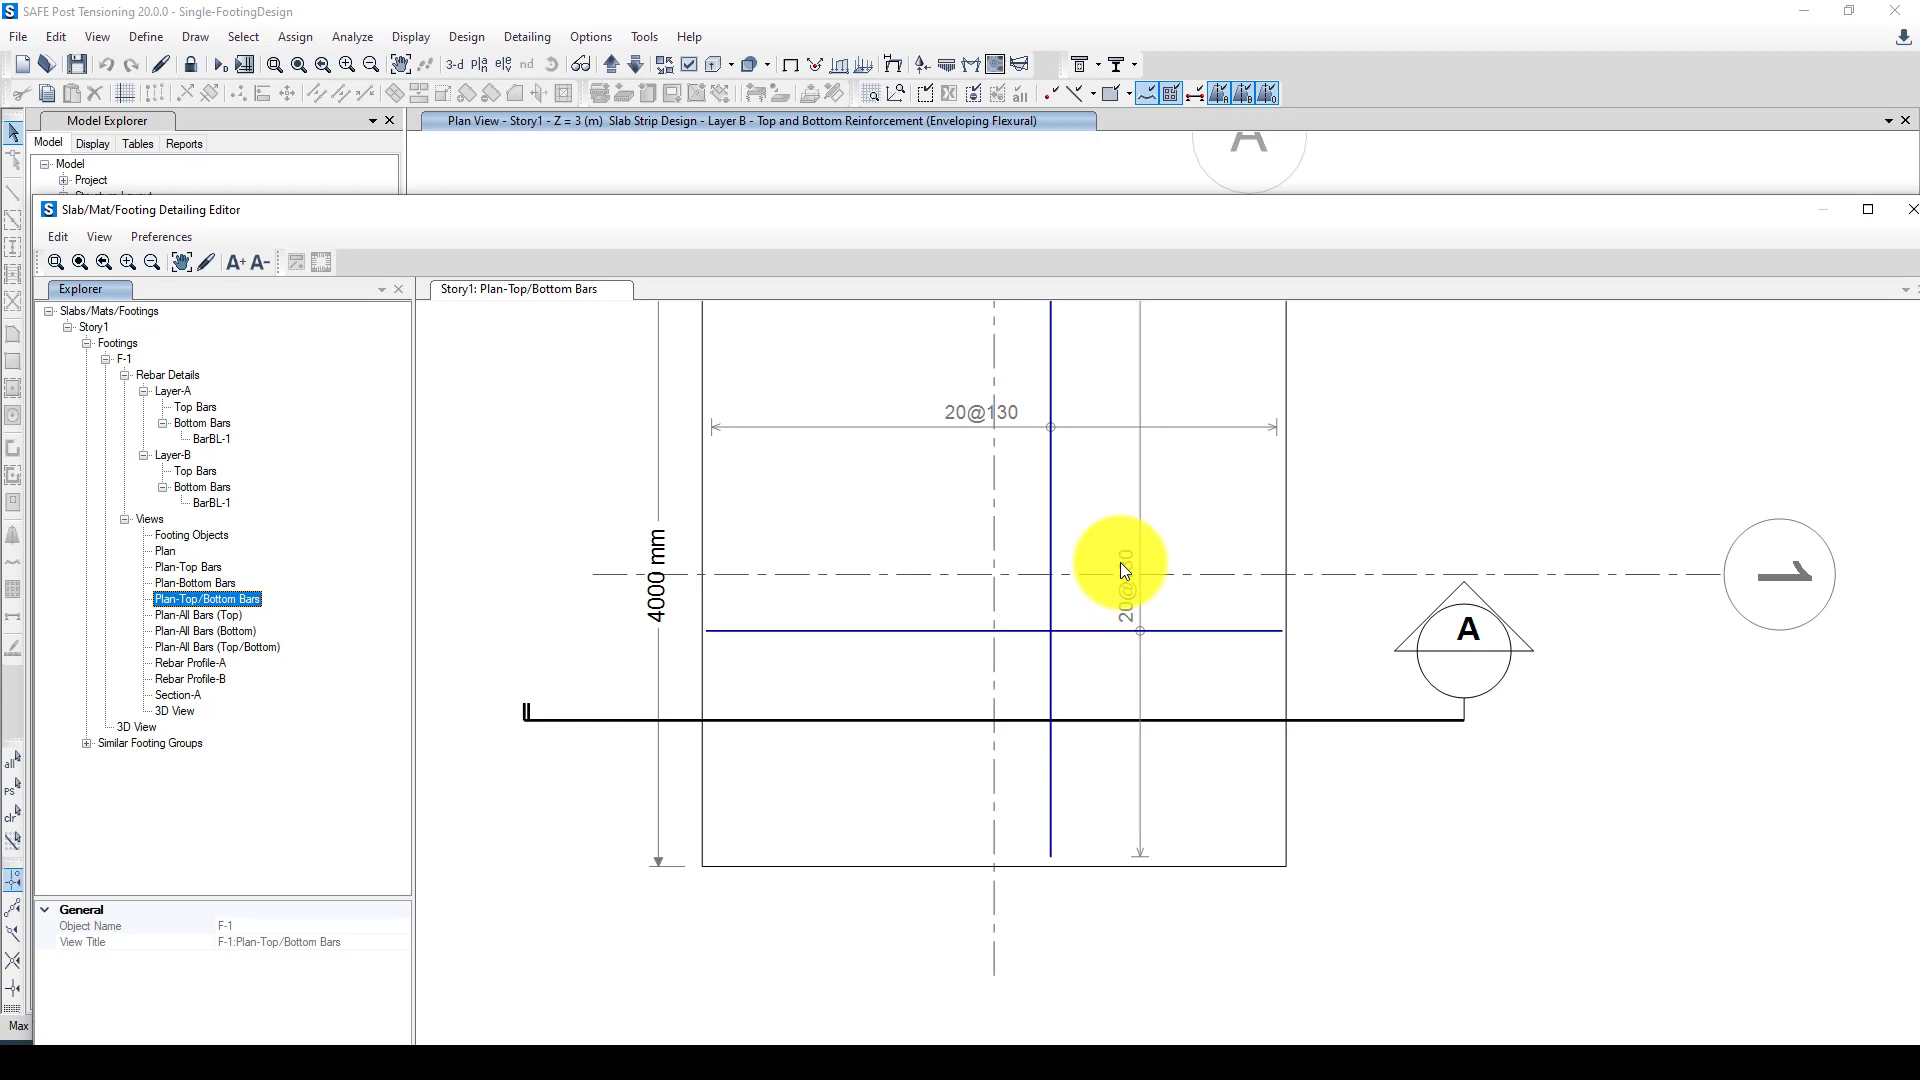 SAFE Post Tensioning 20.0.0 - Single-FootingDesign
File Edit View Define Draw Select Assign Analyze Display Design Detailing Options Tools Help
3-d
nd
all
Model Explorer
Plan View - Story1 - Z = 3 (m) Slab Strip Design - Layer B - Top and Bottom Reinforcement (Enveloping Flexural)
Model Display Tables Reports
A
Model
Project
Slab/Mat/Footing Detailing Editor
Edit View Preferences
A+ A-
Explorer
Story1: Plan-Top/Bottom Bars
Slabs/Mats/Footings
Story1
Footings
F-1
Rebar Details
Layer-A
Top Bars
Bottom Bars
BarBL-1
Layer-B
Top Bars
Bottom Bars
BarBL-1
Views
Footing Objects
Plan
Plan-Top Bars
Plan-Bottom Bars
Plan-Top/Bottom Bars
Plan-All Bars (Top)
Plan-All Bars (Bottom)
Plan-All Bars (Top/Bottom)
Rebar Profile-A
Rebar Profile-B
Section-A
3D View
3D View
Similar Footing Groups
20@130
4000 mm
A
1
all
PS
clr
Max
General
Object Name F-1
View Title F-1:Plan-Top/Bottom Bars